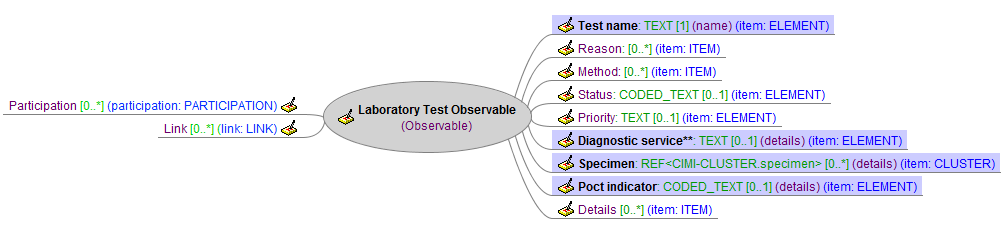 Test name: TEXT [1] (name) (item: ELEMENT)
Reason: [0..*] (item: ITEM)
Method: [0..*] (item: ITEM)
Status: CODED_TEXT [0..1] (item: ELEMENT)
Participation [0..*] (participation: PARTICIPATION)
Laboratory Test Observable
(Observable)
Priority: TEXT [0..1] (item: ELEMENT)
Link [0..*] (link: LINK)
Diagnostic service**: TEXT [0..1] (details) (item: ELEMENT)
Specimen: REF<CIMI-CLUSTER.specimen> [0..*] (details) (item: CLUSTER)
Poct indicator: CODED_TEXT [0..1] (details) (item: ELEMENT)
Details [0..*] (item: ITEM)